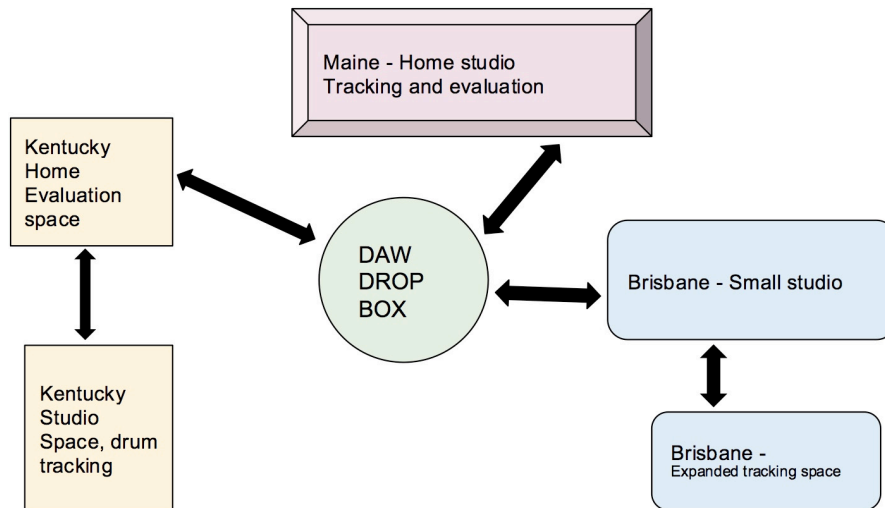 Maine - Home studio
Tracking and evaluation
Kentucky
Home
Evaluation
space
DAW
DROP
BOX
Brisbane - Small studio
Kentucky
Studio
Space, drum
tracking
Brisbane -
Expanded tracking space